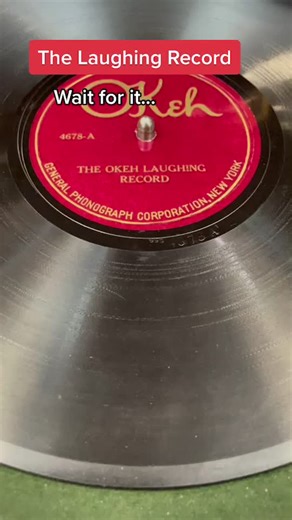 The Laughing Record
Wait for it...
OKeh
4678-A
THE OKEH LAUGHING
RECORD
GENERAL PHONOGRAPH CORPORATION, NEW YORK